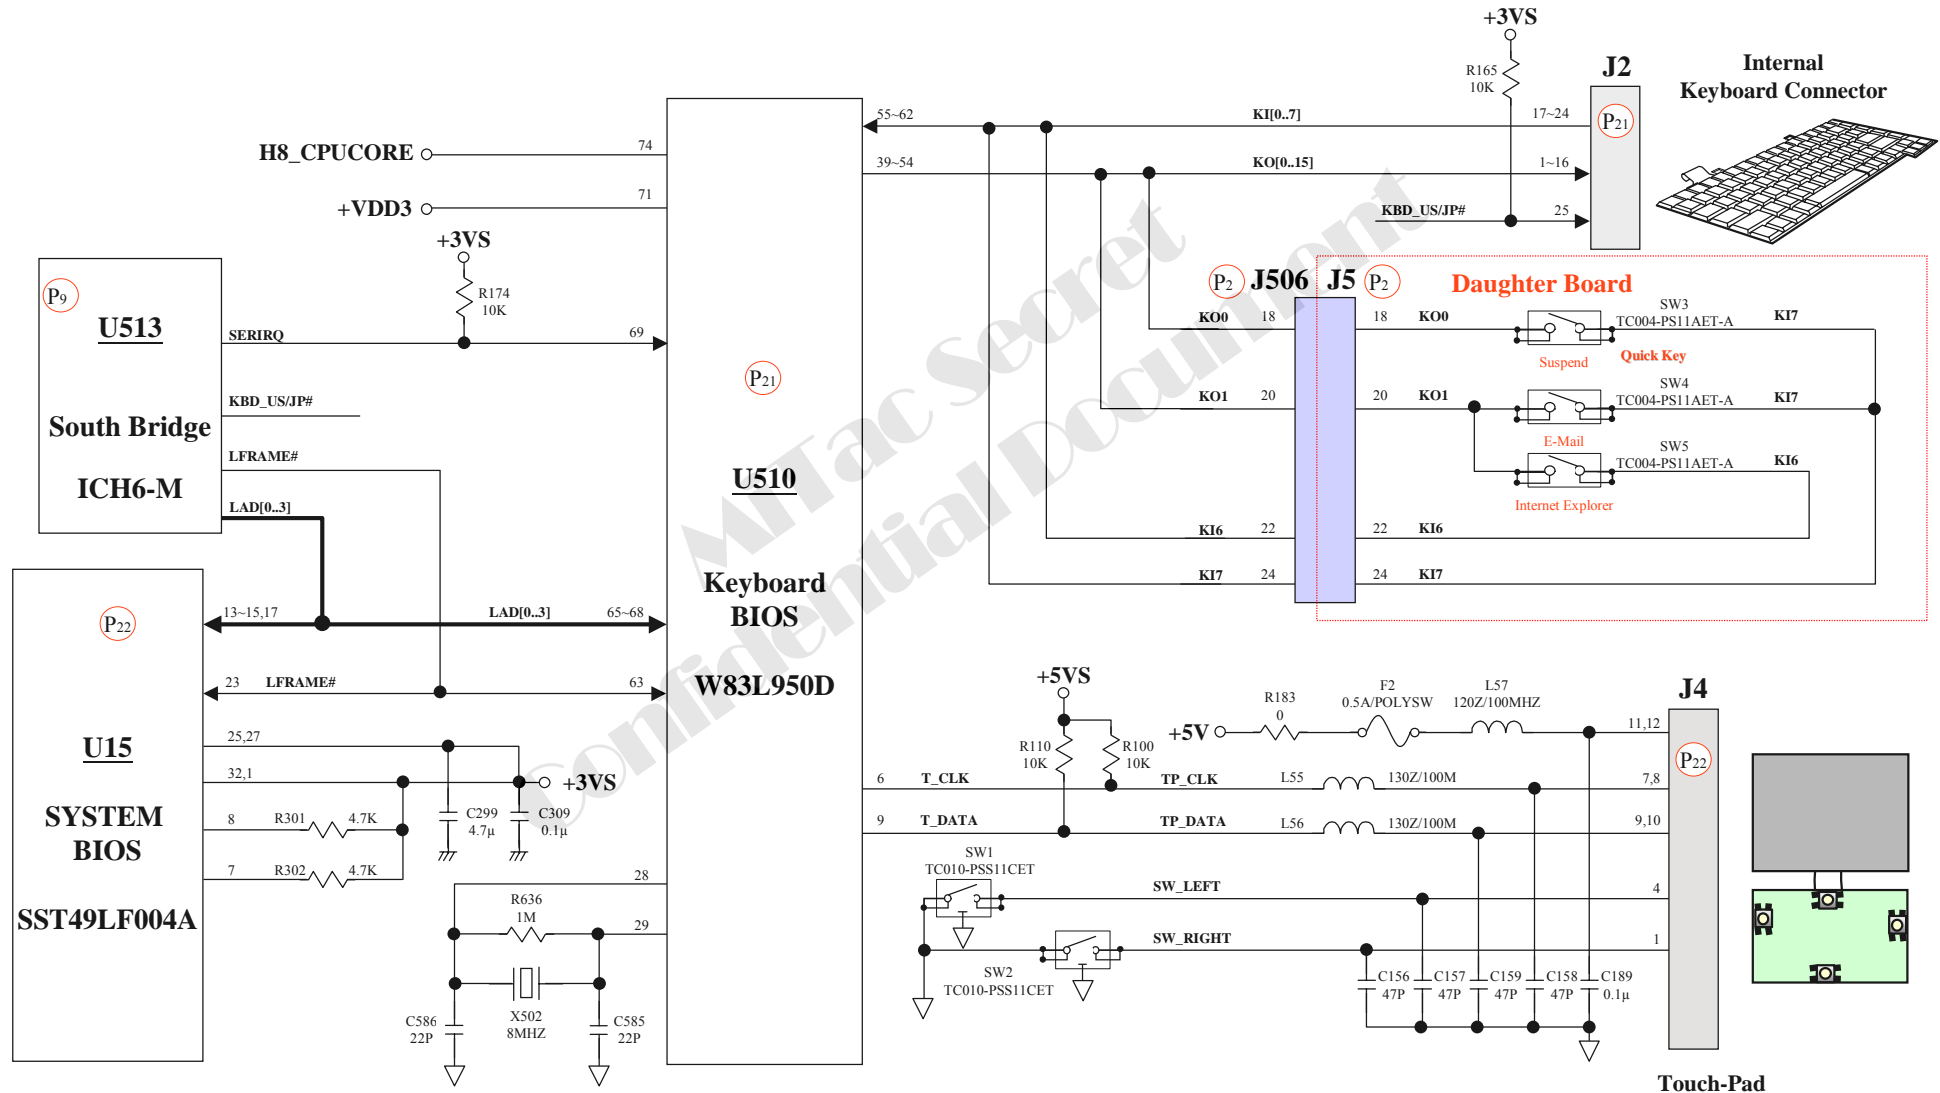 +3VS
R165
10K
J2
Internal
Keyboard Connector
P21
55~62
KI[0..7]
17~24
H8_CPUCORE
74
39~54
KO[0..15]
1~16
+VDD3
71
KBD_US/JP#
25
+3VS
R174
10K
P9
U513
SERIRQ
69
KBD_US/JP#
South Bridge
LFRAME#
ICH6-M
LAD[0..3]
P21
U510
Keyboard
BIOS
W83L950D
P2
J506
J5
P2
Daughter Board
KO0
18
18
KO0
SW3
TC004-PS11AET-A
KI7
Suspend
Quick Key
KO1
20
20
KO1
SW4
TC004-PS11AET-A
KI7
E-Mail
SW5
TC004-PS11AET-A
KI6
Internet Explorer
KI6
22
22
KI6
KI7
24
24
KI7
P22
13~15,17
LAD[0..3]
65~68
23
LFRAME#
63
U15
SYSTEM
BIOS
SST49LF004A
25,27
32,1
+3VS
8
R301
4.7K
7
R302
4.7K
C299
4.7μ
C309
0.1μ
28
R636
1M
29
X502
8MHZ
C586
22P
C585
22P
+5VS
R110
10K
R100
10K
+5V
R183
0
F2
0.5A/POLYSW
L57
120Z/100MHZ
J4
11,12
P22
6
T_CLK
TP_CLK
L55
130Z/100M
7,8
9
T_DATA
TP_DATA
L56
130Z/100M
9,10
SW1
TC010-PSS11CET
SW_LEFT
4
SW_RIGHT
1
SW2
TC010-PSS11CET
C156
47P
C157
47P
C159
47P
C158
47P
C189
0.1μ
Touch-Pad
MiTac Secret
Confidential Document